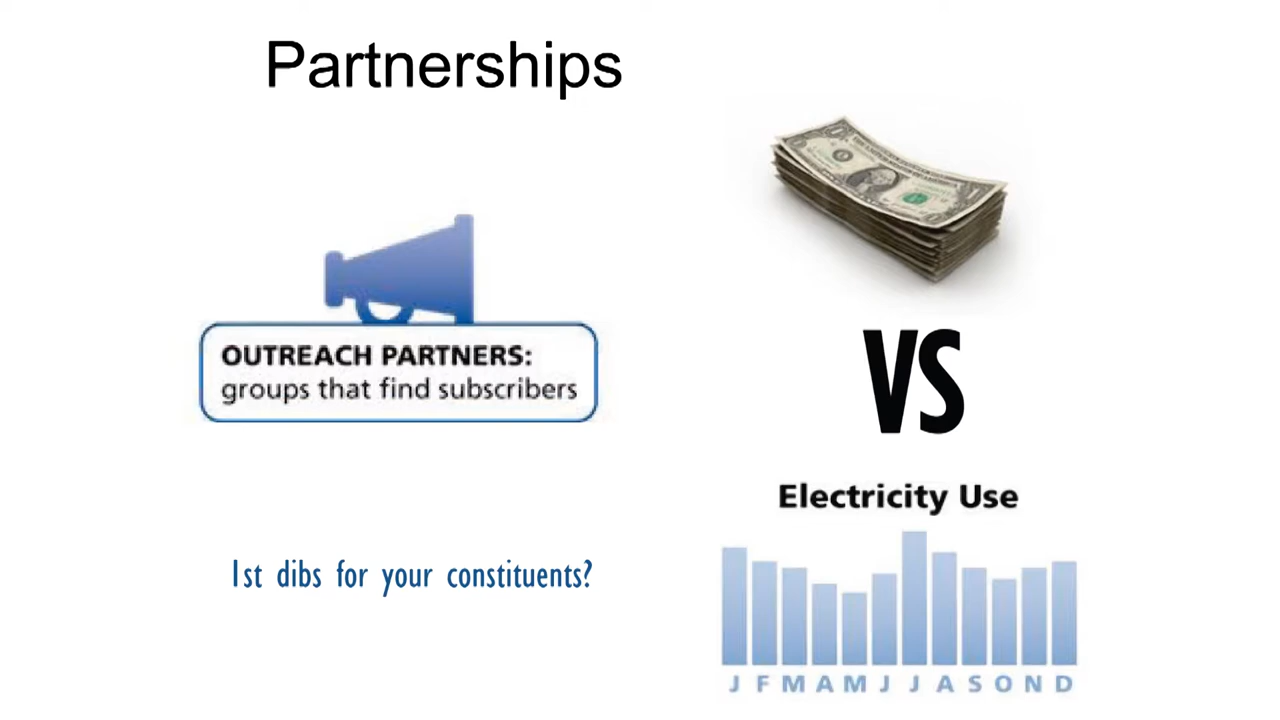 Partnerships
OUTREACH PARTNERS:
groups that find subscribers
1st dibs for your constituents?
VS
Electricity Use
J F M A M J J A S O N D